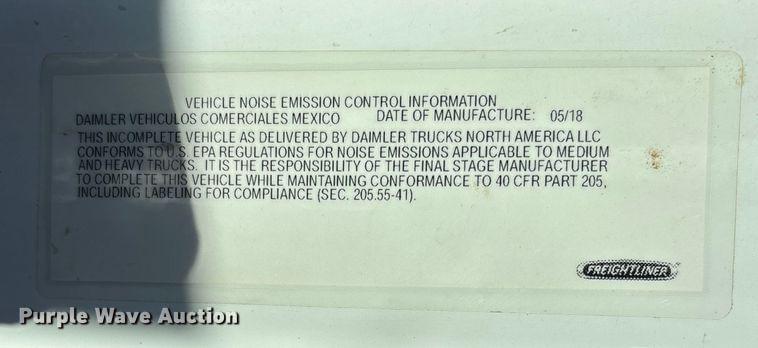 VEHICLE NOISE EMISSION CONTROL INFORMATION
DAIMLER VEHICULOS COMERCIALES MEXICO DATE OF MANUFACTURE: 05/18
THIS INCOMPLETE VEHICLE AS DELIVERED BY DAIMLER TRUCKS NORTH AMERICA LLC
CONFORMS TO U.S. EPA REGULATIONS FOR NOISE EMISSIONS APPLICABLE TO MEDIUM
AND HEAVY TRUCKS. IT IS THE RESPONSIBILITY OF THE FINAL STAGE MANUFACTURER
TO COMPLETE THIS VEHICLE WHILE MAINTAINING CONFORMANCE TO 40 CFR PART 205,
INCLUDING LABELING FOR COMPLIANCE (SEC. 205.55-41).
FREIGHTLINER
Purple Wave Auction